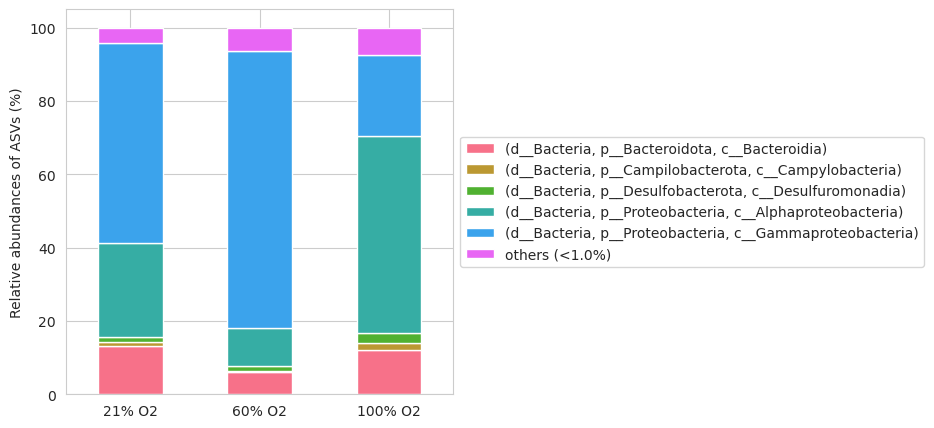 Relative abundances of ASVs (%)
100
80
60
40
20
0
21% O2
60% O2
100% O2
(d__Bacteria, p__Bacteroidota, c__Bacteroidia)
(d__Bacteria, p__Campilobacterota, c__Campylobacteria)
(d__Bacteria, p__Desulfobacterota, c__Desulfuromonadia)
(d__Bacteria, p__Proteobacteria, c__Alphaproteobacteria)
(d__Bacteria, p__Proteobacteria, c__Gammaproteobacteria)
others (<1.0%)